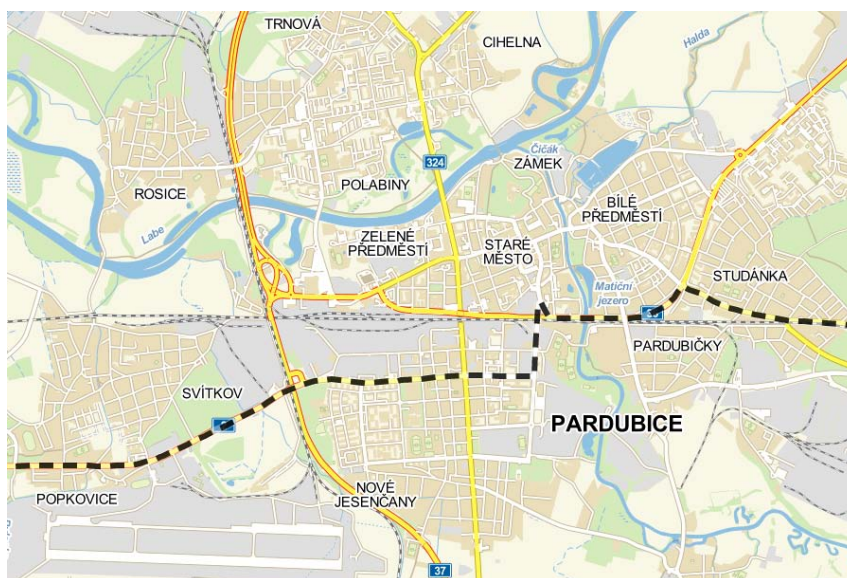 TRNOVÁ
CIHELNA
Halda
324
Čičák
ZÁMEK
ROSICE
POLABINY
BÍLÉ
PŘEDMĚSTÍ
Labe
ZELENÉ
PŘEDMĚSTÍ
STARÉ
MĚSTO
STUDÁNKA
Matiční
jezero
PARDUBIČKY
SVÍTKOV
PARDUBICE
POPKOVICE
NOVÉ
JESENČANY
37